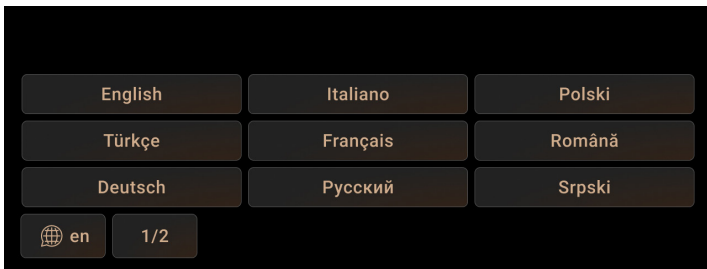 English Italiano Polski
Türkçe Français Română
Deutsch Русский Srpski
en 1/2